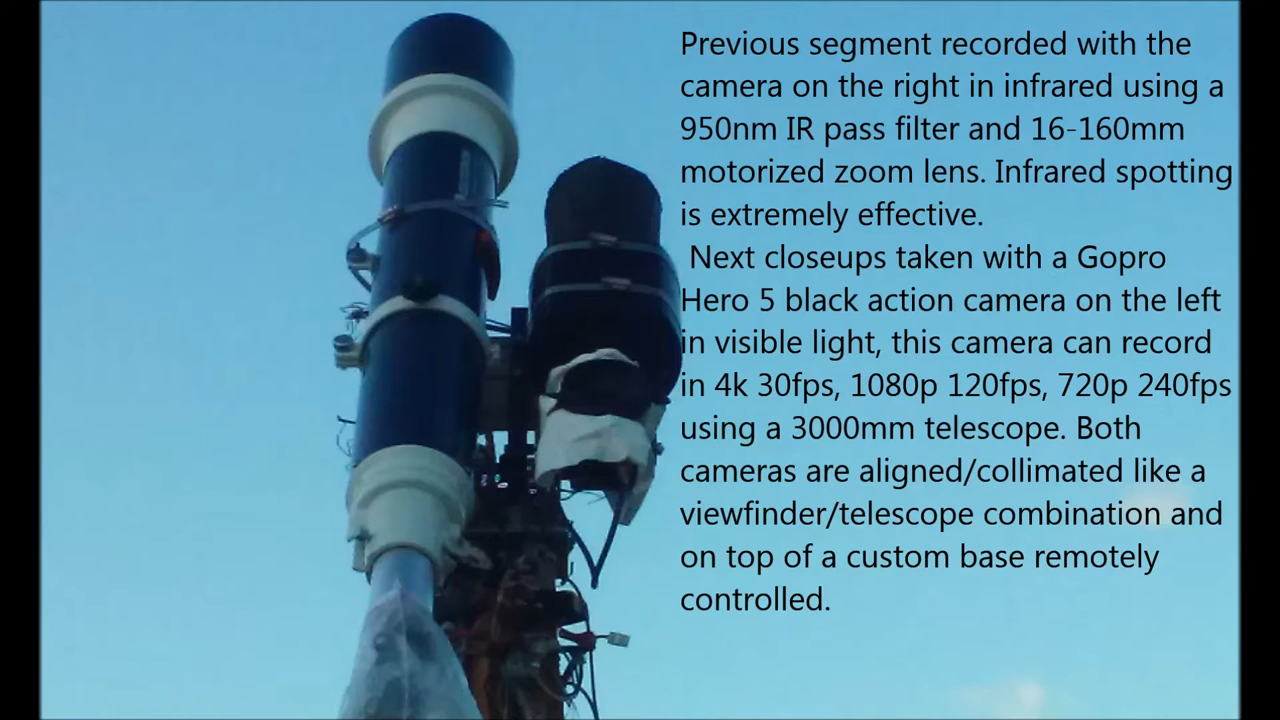 Previous segment recorded with the
camera on the right in infrared using a
950nm IR pass filter and 16-160mm
motorized zoom lens. Infrared spotting
is extremely effective.
Next closeups taken with a Gopro
Hero 5 black action camera on the left
in visible light, this camera can record
in 4k 30fps, 1080p 120fps, 720p 240fps
using a 3000mm telescope. Both
cameras are aligned/collimated like a
viewfinder/telescope combination and
on top of a custom base remotely
controlled.